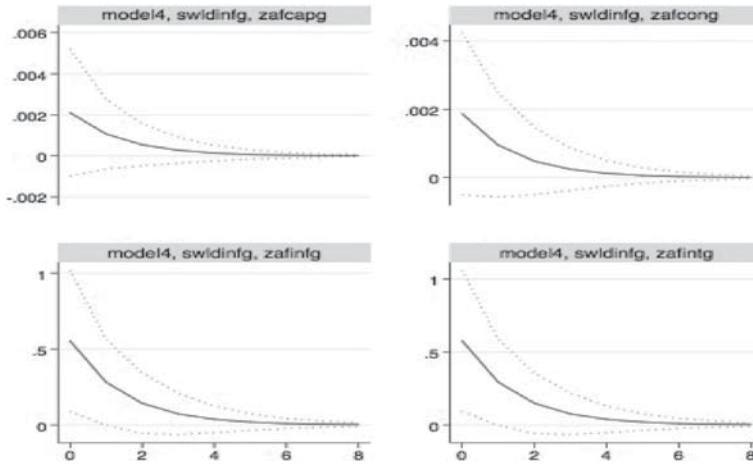 model4, swldinfg, zafcapg
.006
.004
.002
0
-.002
model4, swldinfg, zafcong
.004
.002
0
model4, swldinfg, zafinfg
1
.5
0
0 2 4 6 8
model4, swldinfg, zafintg
1
.5
0
0 2 4 6 8